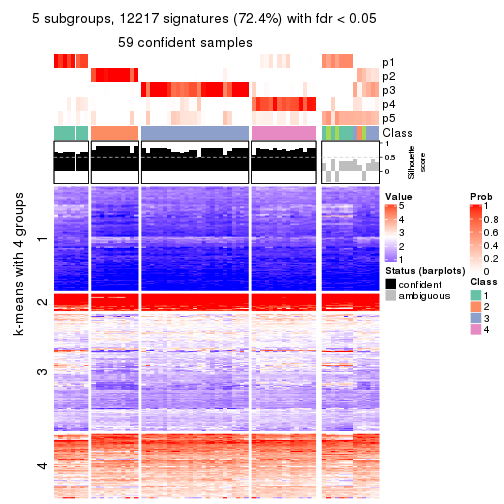 5 subgroups, 12217 signatures (72.4%) with fdr < 0.05
59 confident samples
p1
p2
p3
p4
p5
Class
1
0.5
0
Silhouette
score
k-means with 4 groups
1
2
3
4
Value
5
4
3
2
1
Status (barplots)
confident
ambiguous
Prob
1
0.8
0.6
0.4
0.2
0
Class
1
2
3
4